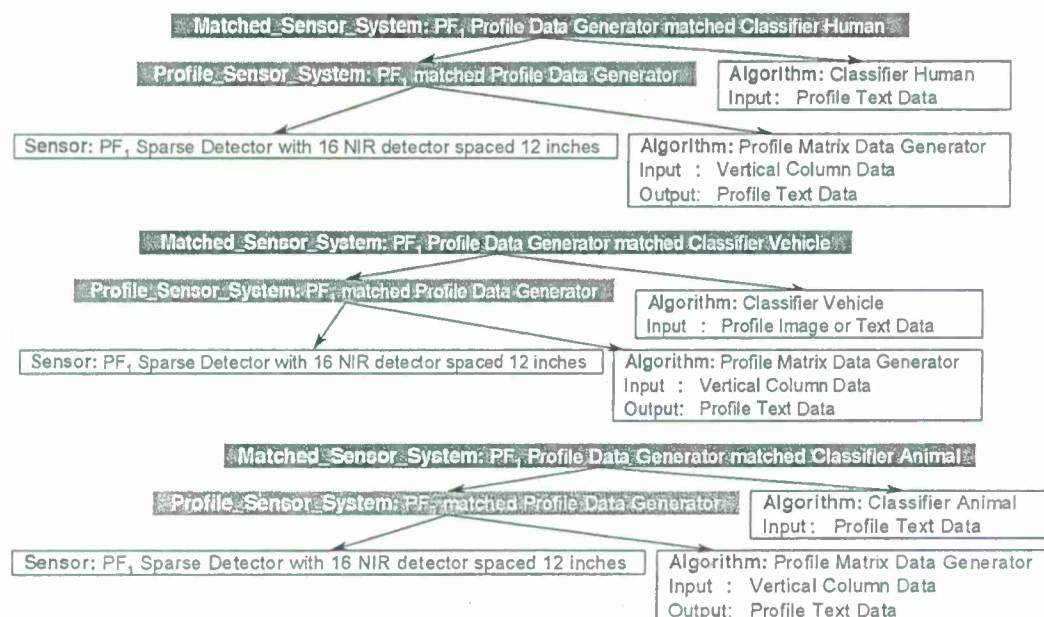 Matched_Sensor_System: PF1 Profile Data Generator matched Classifier Human
Profile_Sensor_System: PF1 matched Profile Data Generator
Algorithm: Classifier Human
Input: Profile Text Data
Sensor: PF1 Sparse Detector with 16 NIR detector spaced 12 inches
Algorithm: Profile Matrix Data Generator
Input : Vertical Column Data
Output: Profile Text Data
Matched_Sensor_System: PF1 Profile Data Generator matched Classifier Vehicle
Profile_Sensor_System: PF1 matched Profile Data Generator
Algorithm: Classifier Vehicle
Input : Profile Image or Text Data
Sensor: PF1 Sparse Detector with 16 NIR detector spaced 12 inches
Algorithm: Profile Matrix Data Generator
Input : Vertical Column Data
Output: Profile Text Data
Matched_Sensor_System: PF1 Profile Data Generator matched Classifier Animal
Profile_Sensor_System: PF1 matched Profile Data Generator
Algorithm: Classifier Animal
Input : Profile Text Data
Sensor: PF1 Sparse Detector with 16 NIR detector spaced 12 inches
Algorithm: Profile Matrix Data Generator
Input : Vertical Column Data
Output: Profile Text Data